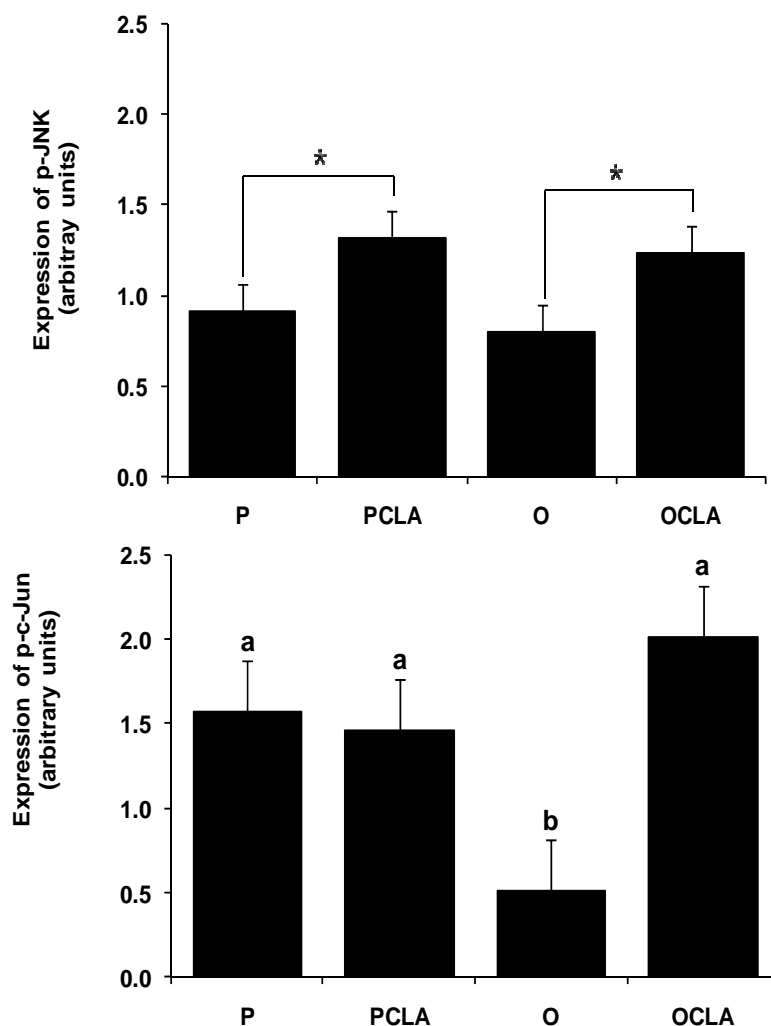 2.5
2.0
1.5
1.0
0.5
0.0
Expression of p-JNK
(arbitray units)
*
*
P PCLA O OCLA
2.5
2.0
1.5
1.0
0.5
0.0
Expression of p-c-Jun
(arbitrary units)
a
a
b
a
P PCLA O OCLA